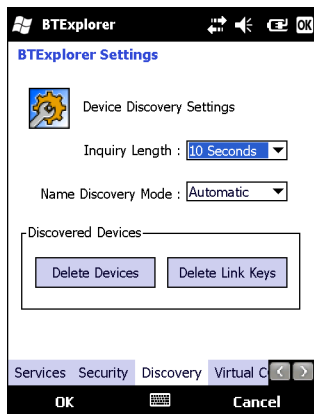 BTExplorer OK
BTExplorer Settings
Device Discovery Settings
Inquiry Length : 10 Seconds
Name Discovery Mode : Automatic
Discovered Devices
Delete Devices Delete Link Keys
Services Security Discovery Virtual
OK Cancel